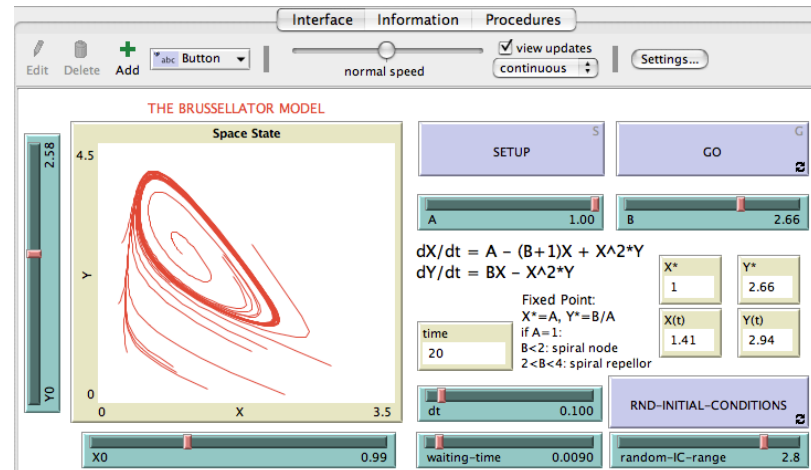 Interface Information Procedures
Edit Delete Add abc Button normal speed view updates continuous Settings...
THE BRUSSELLATOR MODEL
Space State
4.5
Y
0
0 X 3.5
2.58
Y0
X0 0.99
SETUP S
GO G
A 1.00
B 2.66
dX/dt = A - (B+1)X + X^2*Y
dY/dt = BX - X^2*Y
Fixed Point:
X*=A, Y*=B/A
if A=1:
B<2: spiral node
2<B<4: spiral repellor
X*
1
Y*
2.66
X(t)
1.41
Y(t)
2.94
time
20
dt 0.100
RND-INITIAL-CONDITIONS
waiting-time 0.0090
random-IC-range 2.8